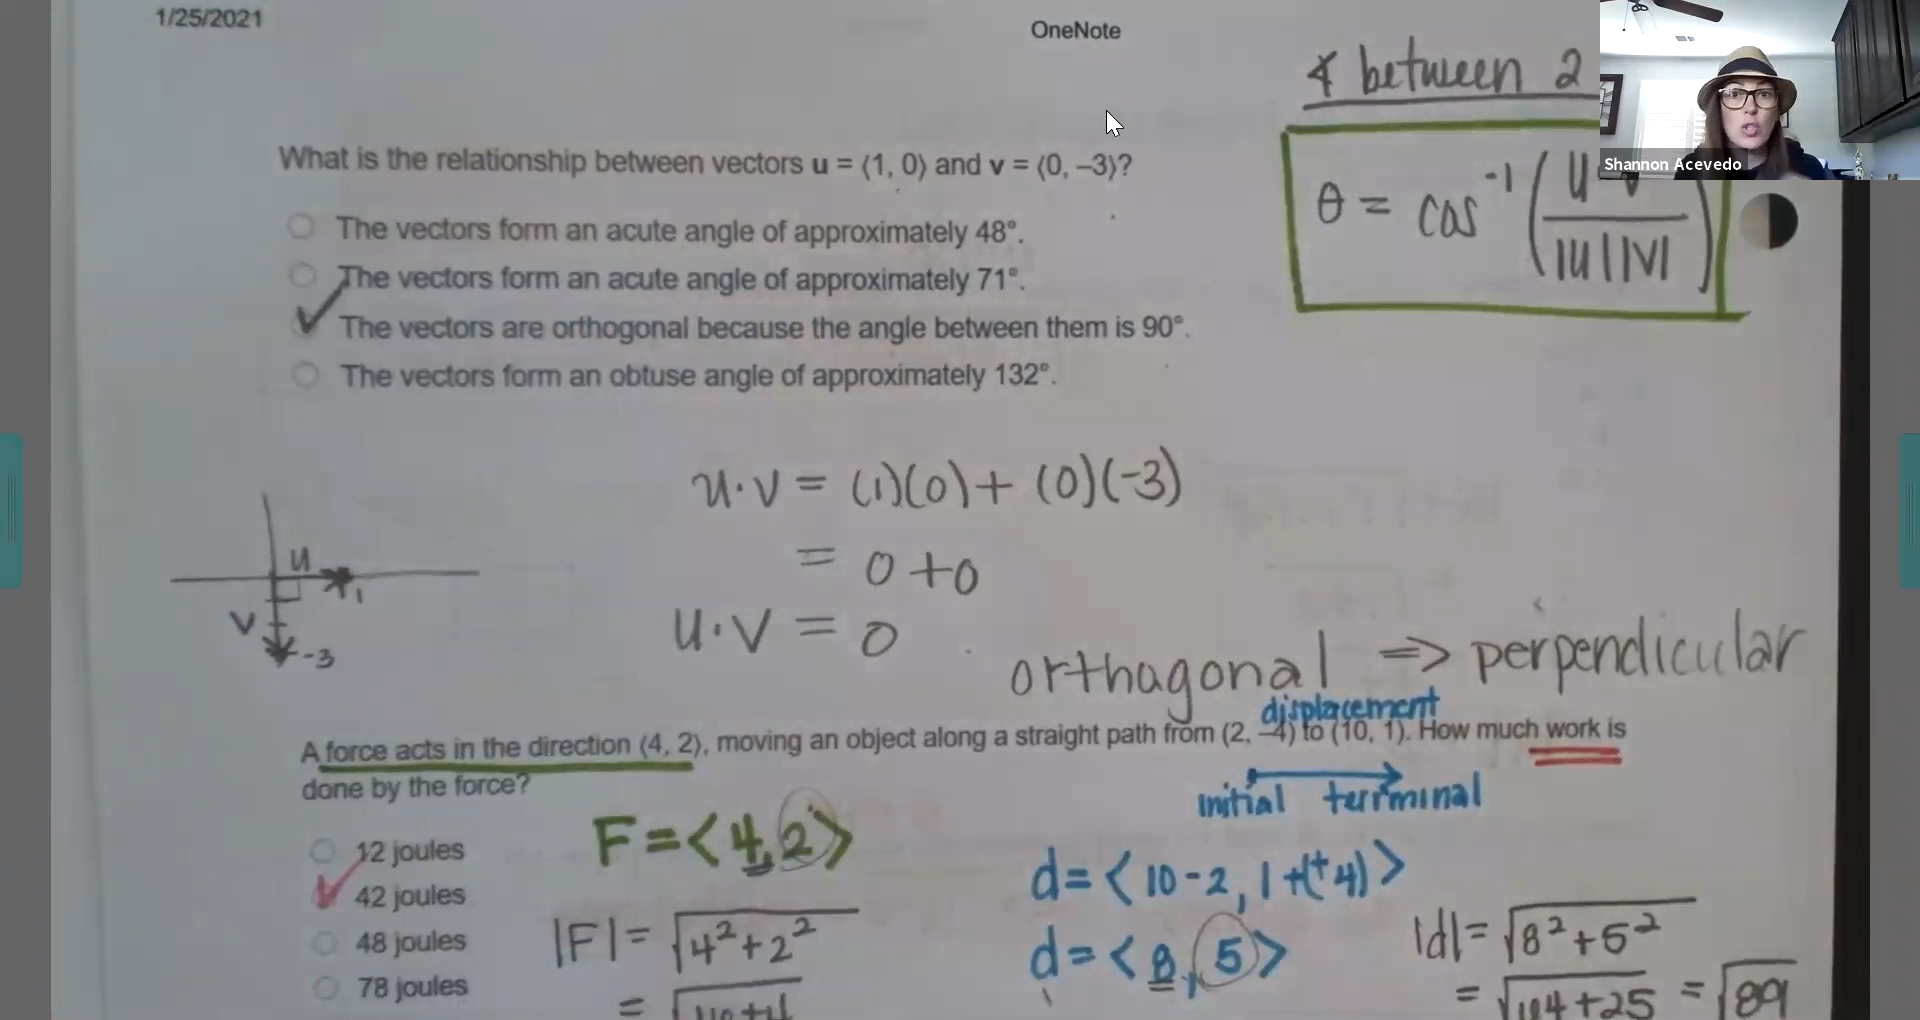 1/25/2021
OneNote
∢ between 2
Shannon Acevedo
θ = cos⁻¹(u·v / |u||v|)
What is the relationship between vectors u = ⟨1, 0⟩ and v = ⟨0, –3⟩?
The vectors form an acute angle of approximately 48°.
The vectors form an acute angle of approximately 71°.
The vectors are orthogonal because the angle between them is 90°.
The vectors form an obtuse angle of approximately 132°.
u·v = (1)(0) + (0)(-3)
= 0+0
u·v = 0
u
1
v
-3
orthagonal ⇒ perpendicular
displacement
A force acts in the direction ⟨4, 2⟩, moving an object along a straight path from (2, –4) to (10, 1). How much work is
done by the force?
initial terminal
12 joules
42 joules
48 joules
78 joules
F=<4,2>
|F|= √4²+2²
d=<10-2, 1+(+4)>
d=<8,5>
|d|= √8²+5²
= √64+25 = √89